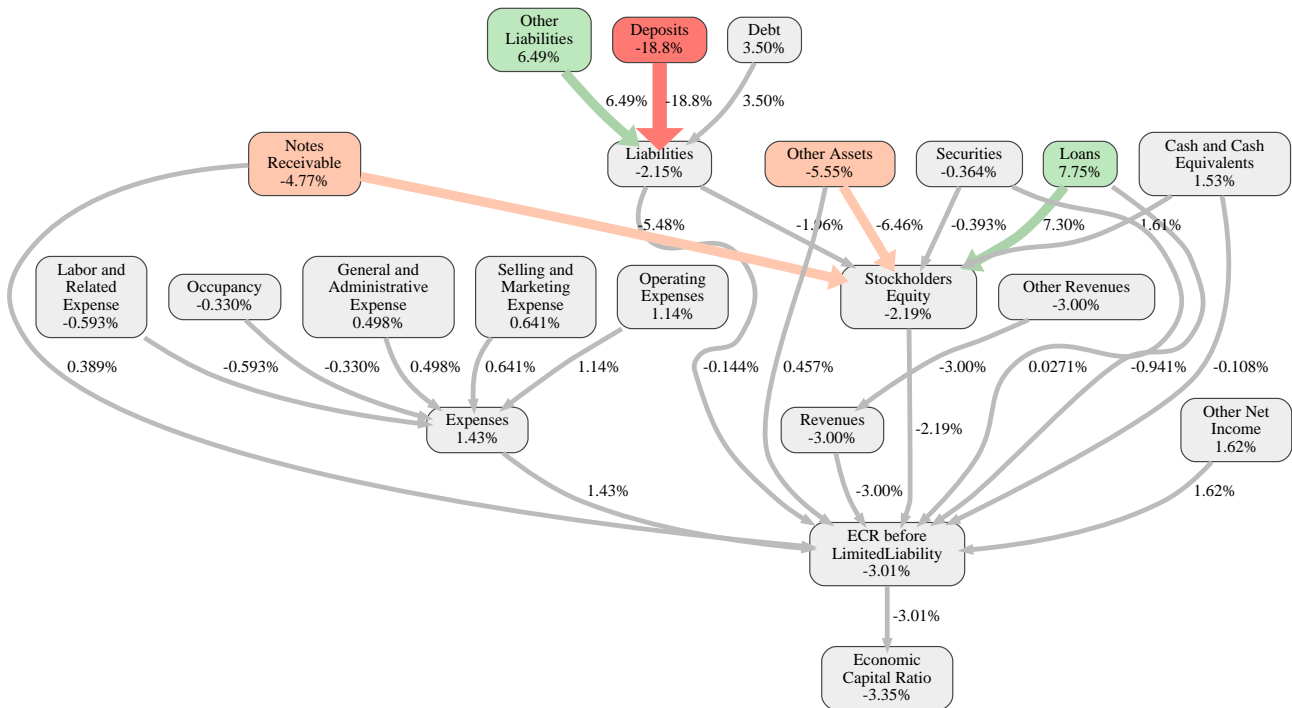 Other
Liabilities
6.49%
Deposits
-18.8%
Debt
3.50%
6.49%
-18.8%
3.50%
Notes
Receivable
-4.77%
Liabilities
-2.15%
Other Assets
-5.55%
Securities
-0.364%
Loans
7.75%
Cash and Cash
Equivalents
1.53%
-5.48%
-1.96%
-6.46%
-0.393%
7.30%
1.61%
Labor and
Related
Expense
-0.593%
Occupancy
-0.330%
General and
Administrative
Expense
0.498%
Selling and
Marketing
Expense
0.641%
Operating
Expenses
1.14%
Stockholders
Equity
-2.19%
Other Revenues
-3.00%
0.389%
-0.593%
-0.330%
0.498%
0.641%
1.14%
-0.144%
0.457%
-3.00%
0.0271%
-0.941%
-0.108%
Expenses
1.43%
Revenues
-3.00%
-2.19%
Other Net
Income
1.62%
1.43%
-3.00%
1.62%
ECR before
LimitedLiability
-3.01%
-3.01%
Economic
Capital Ratio
-3.35%